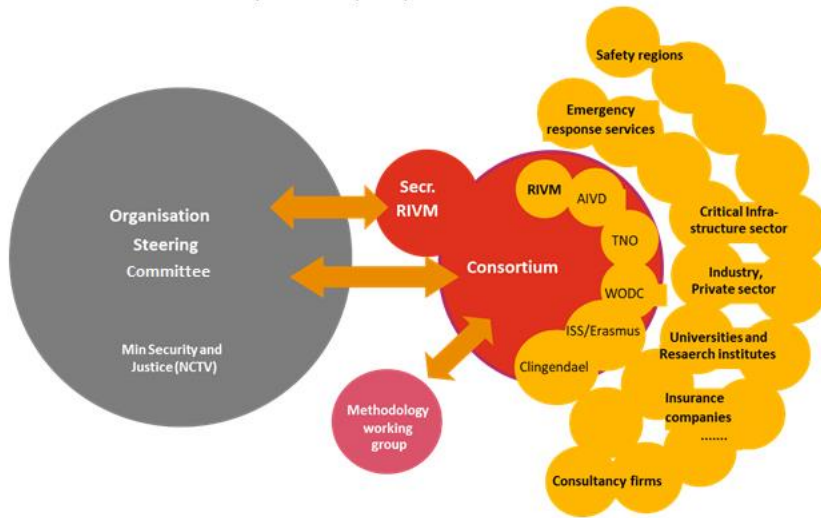 Organisation
Steering
Committee
Min Security and
Justice (NCTV)
Secr.
RIVM
Consortium
Methodology
working
group
RIVM
AIVD
TNO
WODC
ISS/Erasmus
Clingendael
Safety regions
Emergency
response services
Critical Infra-
structure sector
Industry,
Private sector
Universities and
Resaerch institutes
Insurance
companies
.......
Consultancy firms